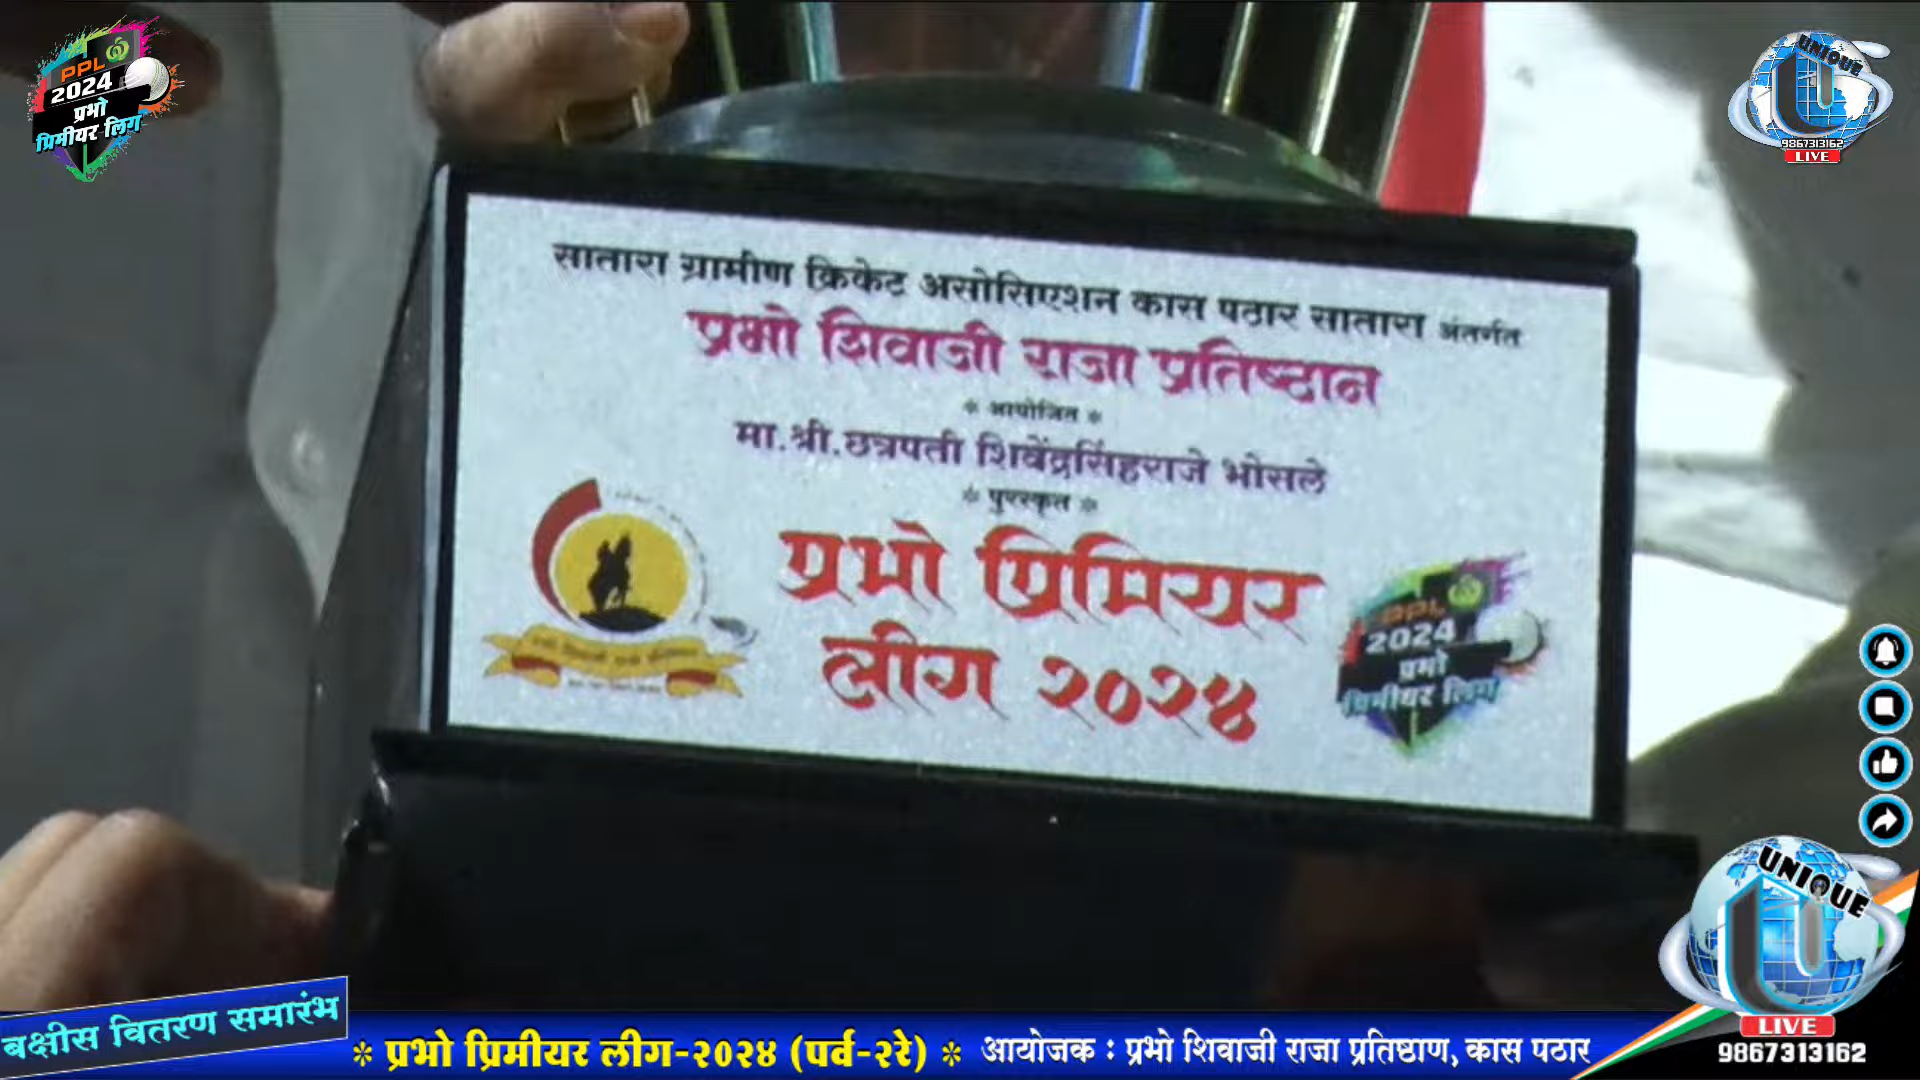 PPL
2024
प्रभो
प्रिमीयर लिग
UNIQUE
9867313162
LIVE
सातारा ग्रामीण क्रिकेट असोसिएशन कास पठार सातारा अंतर्गत
प्रभो शिवाजी राजा प्रतिष्ठान
* आयोजित *
मा.श्री.छत्रपती शिवेंद्रसिंहराजे भोसले
* पुरस्कृत *
प्रभो प्रिमियर
लीग २०२४
PPL
2024
प्रभो
प्रिमीयर लिग
UNIQUE
LIVE
9867313162
बक्षीस वितरण समारंभ
* प्रभो प्रिमीयर लीग-२०२४ (पर्व-२रे) * आयोजक : प्रभो शिवाजी राजा प्रतिष्ठाण, कास पठार